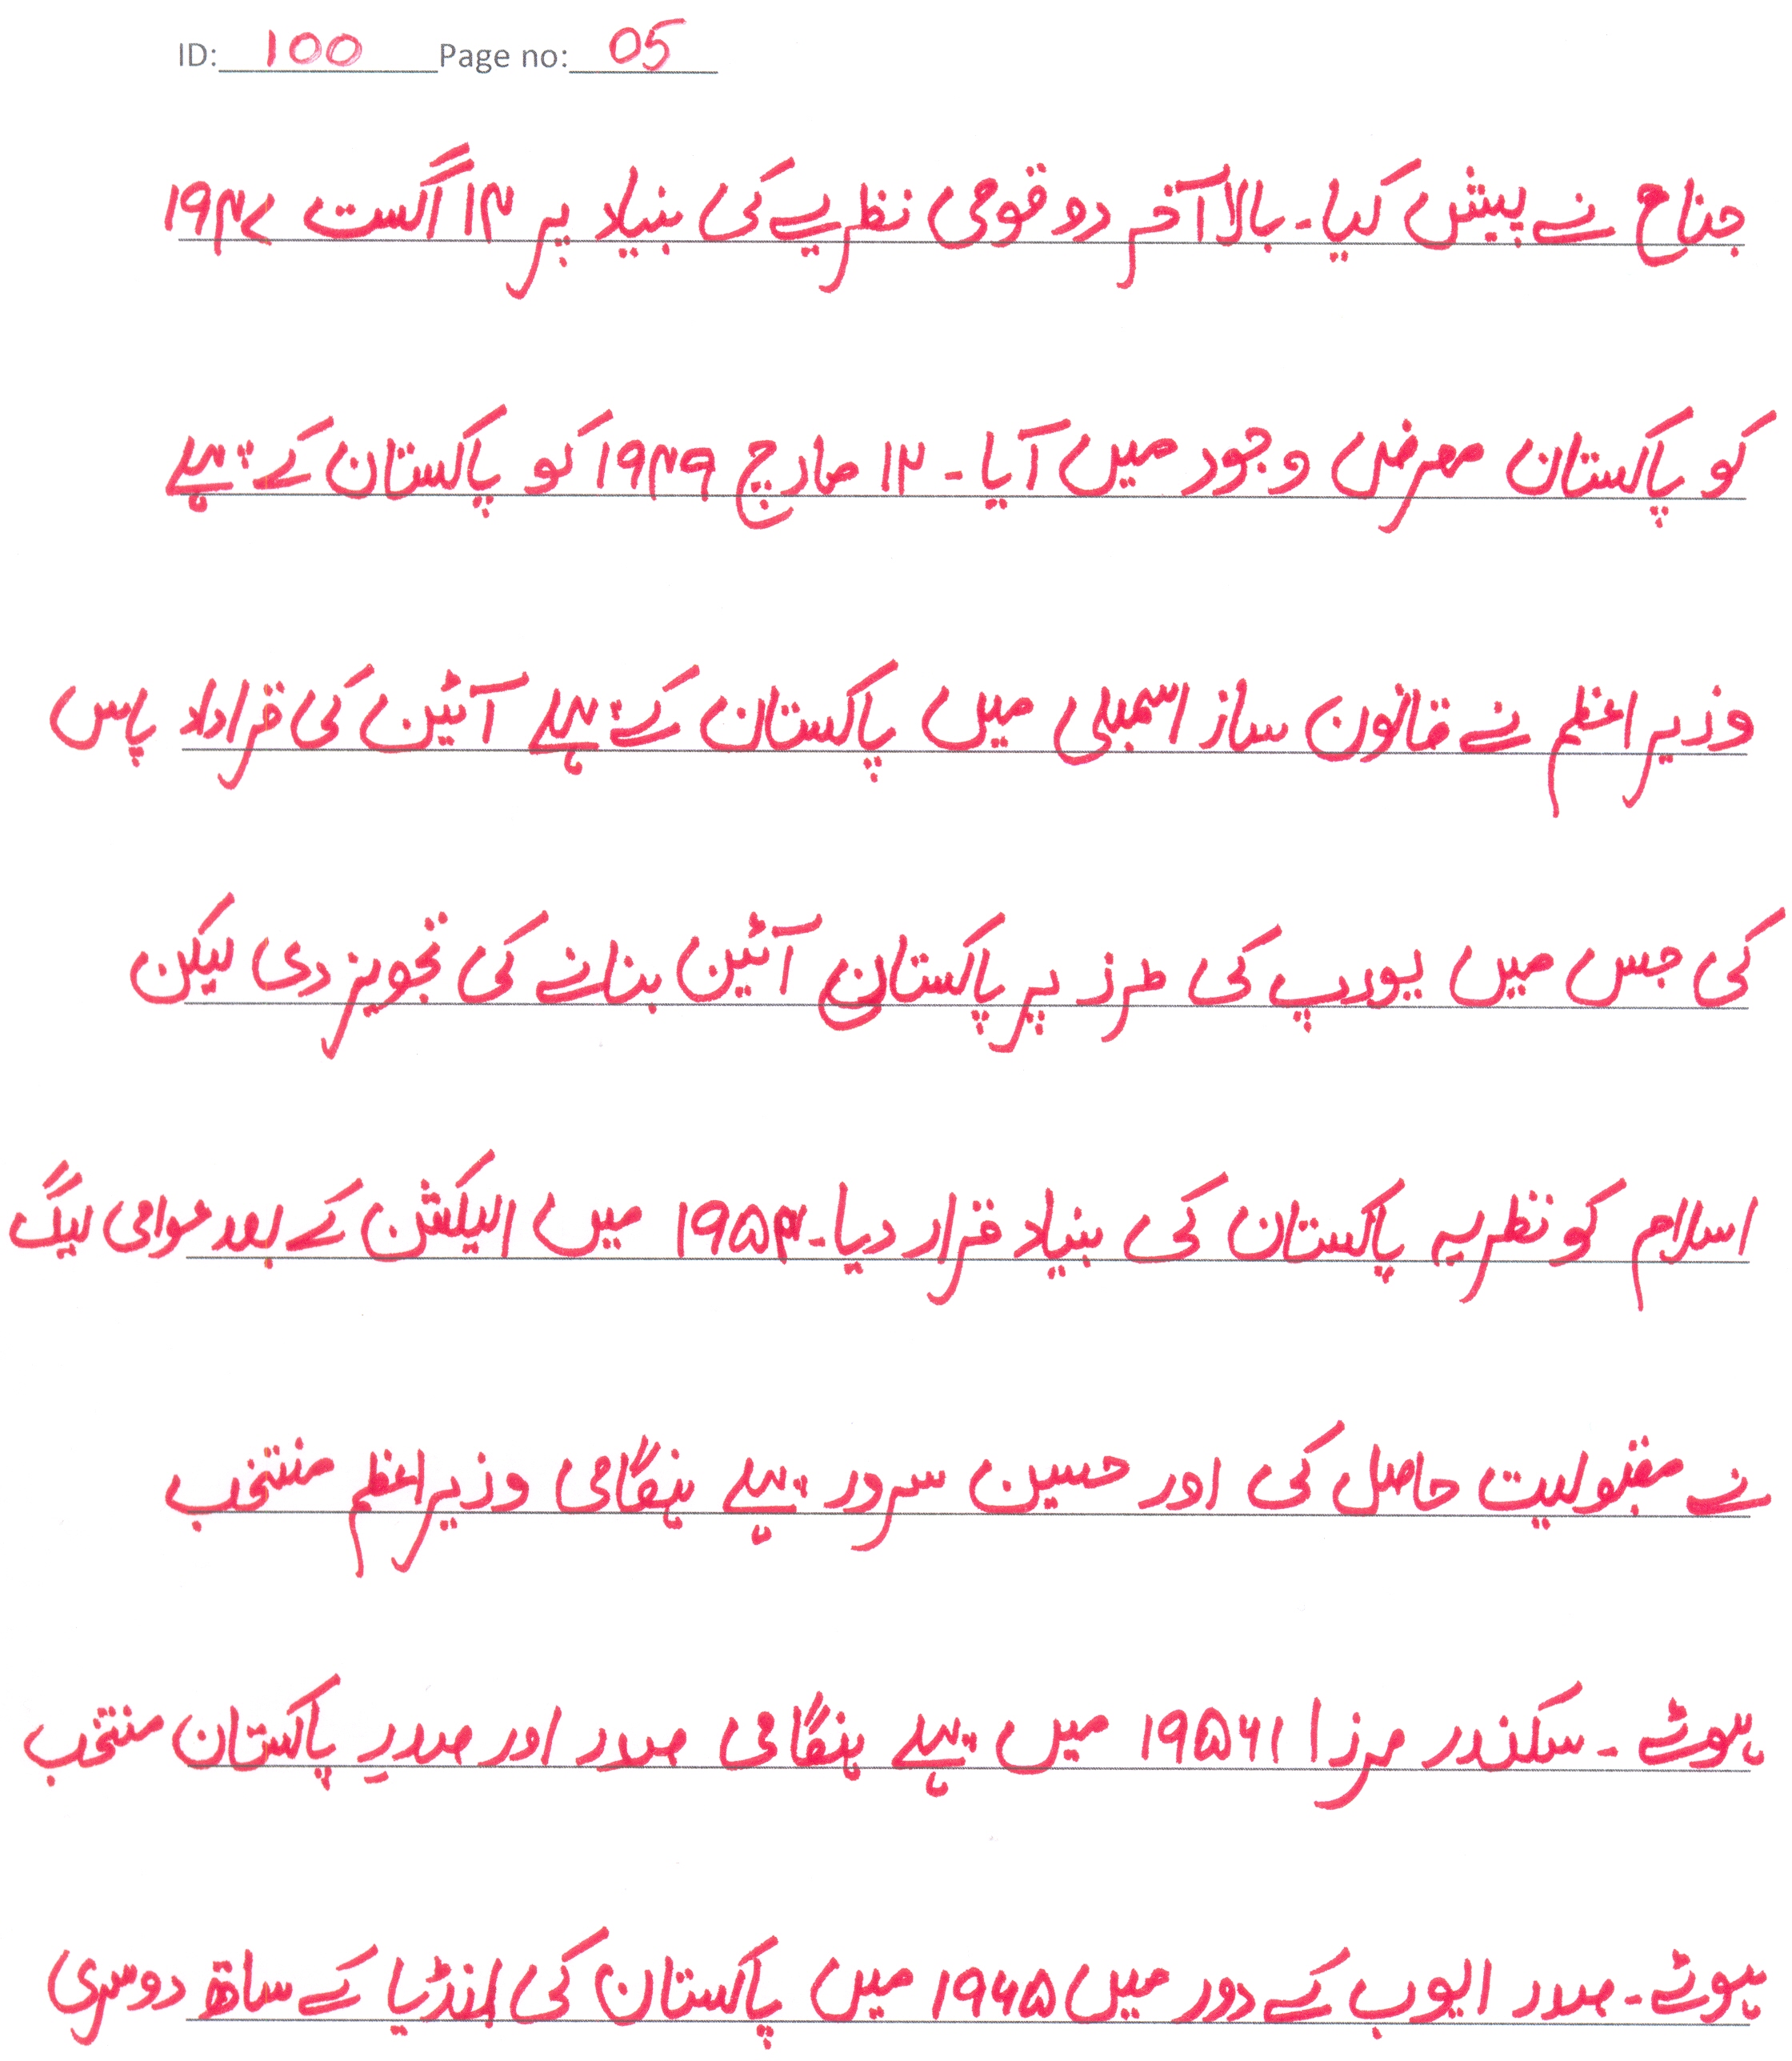 ID: 100 Page no: 05
جناح نے پیش کیا۔ بالاآخر دو قومی نظریے کی بنیاد پر ۱۴ اگست ۱۹۴۷
کو پاکستان معرض وجود میں آیا۔ ۱۲ مارچ ۱۹۴۹ کو پاکستان کے پہلے
وزیراعظم نے قانون ساز اسمبلی میں پاکستان کے پہلے آئین کی قرارداد پاس
کی جس میں یورپ کی طرز پر پاکستانی آئین بنانے کی تجویز دی لیکن
اسلام کو نظریہ پاکستان کی بنیاد قرار دیا۔ ۱۹۵۴ میں الیکشن کے بعد عوامی لیگ
نے مقبولیت حاصل کی اور حسین سرور پہلے ہنگامی وزیراعظم منتخب
ہوئے۔ سکندر مرزا ۱۹۵۶۱ میں پہلے ہنگامی صدر اور صدرِ پاکستان منتخب
ہوئے۔ صدر ایوب کے دور میں ۱۹۶۵ میں پاکستان کی انڈیا کے ساتھ دوسری